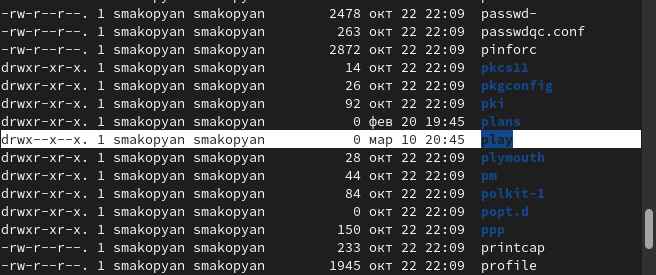 -rw-r--r--. 1 smakopyan smakopyan 2478 окт 22 22:09 passwd-
-rw-r--r--. 1 smakopyan smakopyan 263 окт 22 22:09 passwdqc.conf
-rw-r--r--. 1 smakopyan smakopyan 2872 окт 22 22:09 pinforc
drwxr-xr-x. 1 smakopyan smakopyan 14 окт 22 22:09 pkcs11
drwxr-xr-x. 1 smakopyan smakopyan 26 окт 22 22:09 pkgconfig
drwxr-xr-x. 1 smakopyan smakopyan 92 окт 22 22:09 pki
drwxr--r--. 1 smakopyan smakopyan 0 фев 20 19:45 plans
drwx--x--x. 1 smakopyan smakopyan 0 мар 10 20:45 play
drwxr-xr-x. 1 smakopyan smakopyan 28 окт 22 22:09 plymouth
drwxr-xr-x. 1 smakopyan smakopyan 44 окт 22 22:09 pm
drwxr-xr-x. 1 smakopyan smakopyan 84 окт 22 22:09 polkit-1
drwxr-xr-x. 1 smakopyan smakopyan 0 окт 22 22:09 popt.d
drwxr-xr-x. 1 smakopyan smakopyan 150 окт 22 22:09 ppp
-rw-r--r--. 1 smakopyan smakopyan 233 окт 22 22:09 printcap
-rw-r--r--. 1 smakopyan smakopyan 1945 окт 22 22:09 profile